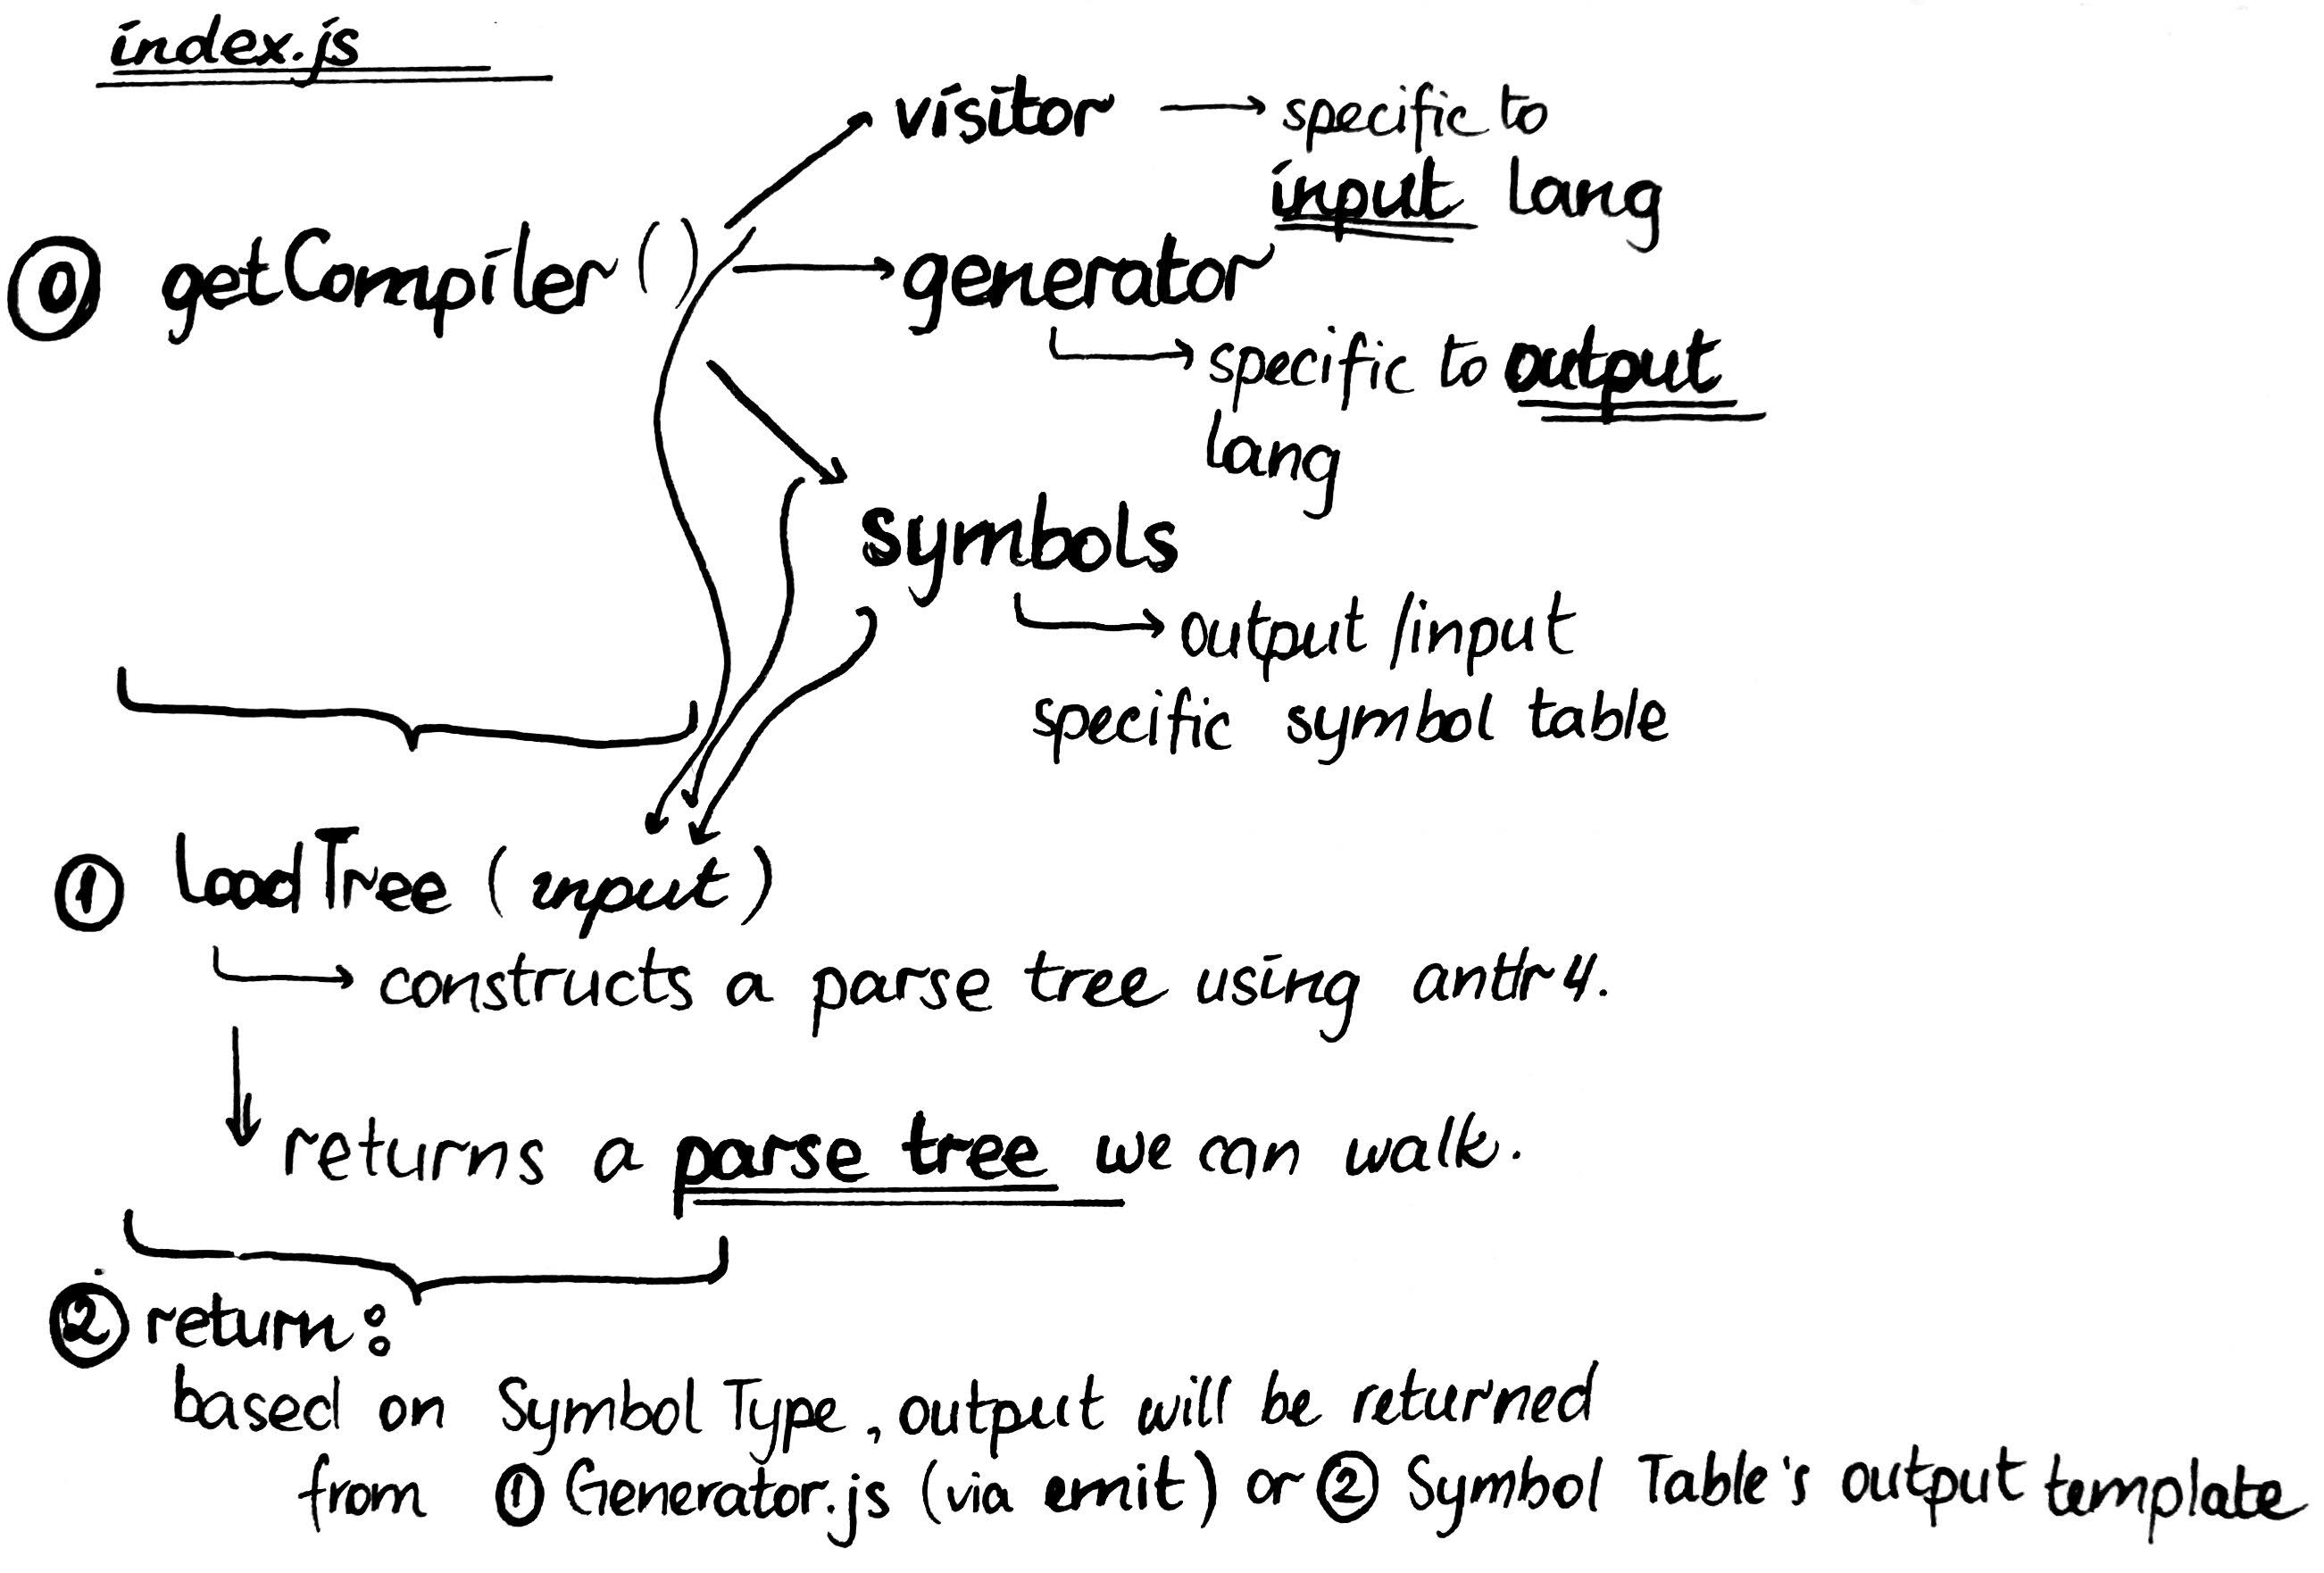 index.js
visitor → specific to
input lang
⓪ getCompiler() → generator
→ specific to output
lang
symbols
→ output/input
specific symbol table
① loadTree (input)
→ constructs a parse tree using antlr4.
↓ returns a parse tree we can walk.
② return:
based on Symbol Type, output will be returned
from ① Generator.js (via emit) or ② Symbol Table's output template